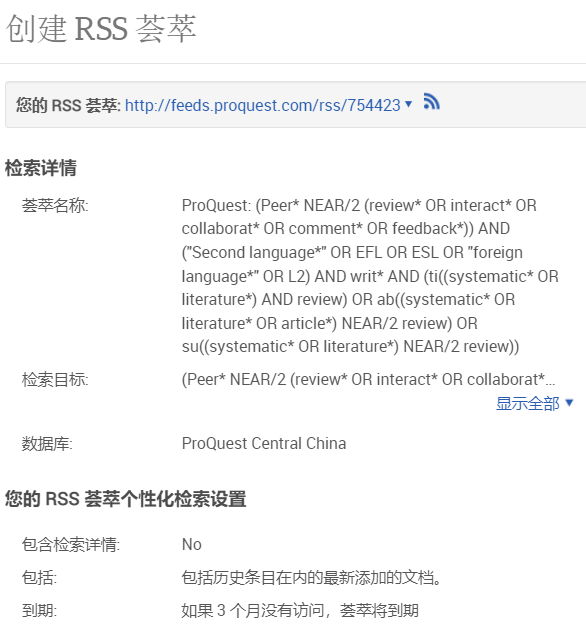 创建 RSS 荟萃
您的 RSS 荟萃: http://feeds.proquest.com/rss/754423
检索详情
荟萃名称: ProQuest: (Peer* NEAR/2 (review* OR interact* OR
collaborat* OR comment* OR feedback*)) AND
("Second language*" OR EFL OR ESL OR "foreign
language*" OR L2) AND writ* AND (ti((systematic* OR
literature*) AND review) OR ab((systematic* OR
literature* OR article*) NEAR/2 review) OR
su((systematic* OR literature*) NEAR/2 review))
检索目标: (Peer* NEAR/2 (review* OR interact* OR collaborat*...
显示全部
数据库: ProQuest Central China
您的 RSS 荟萃个性化检索设置
包含检索详情: No
包括: 包括历史条目在内的最新添加的文档。
到期: 如果 3 个月没有访问，荟萃将到期